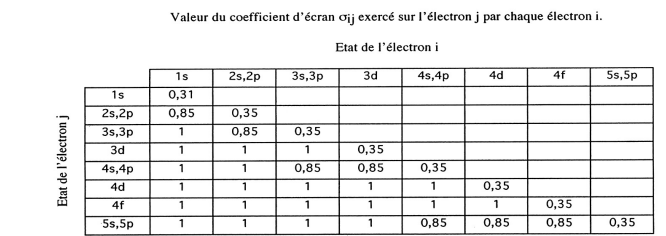 Valeur du coefficient d'écran σij exercé sur l'électron j par chaque électron i.
Etat de l'électron i
1s 2s,2p 3s,3p 3d 4s,4p 4d 4f 5s,5p
Etat de l'électron j
1s 0,31
2s,2p 0,85 0,35
3s,3p 1 0,85 0,35
3d 1 1 1 0,35
4s,4p 1 1 0,85 0,85 0,35
4d 1 1 1 1 1 0,35
4f 1 1 1 1 1 1 0,35
5s,5p 1 1 1 1 0,85 0,85 0,85 0,35